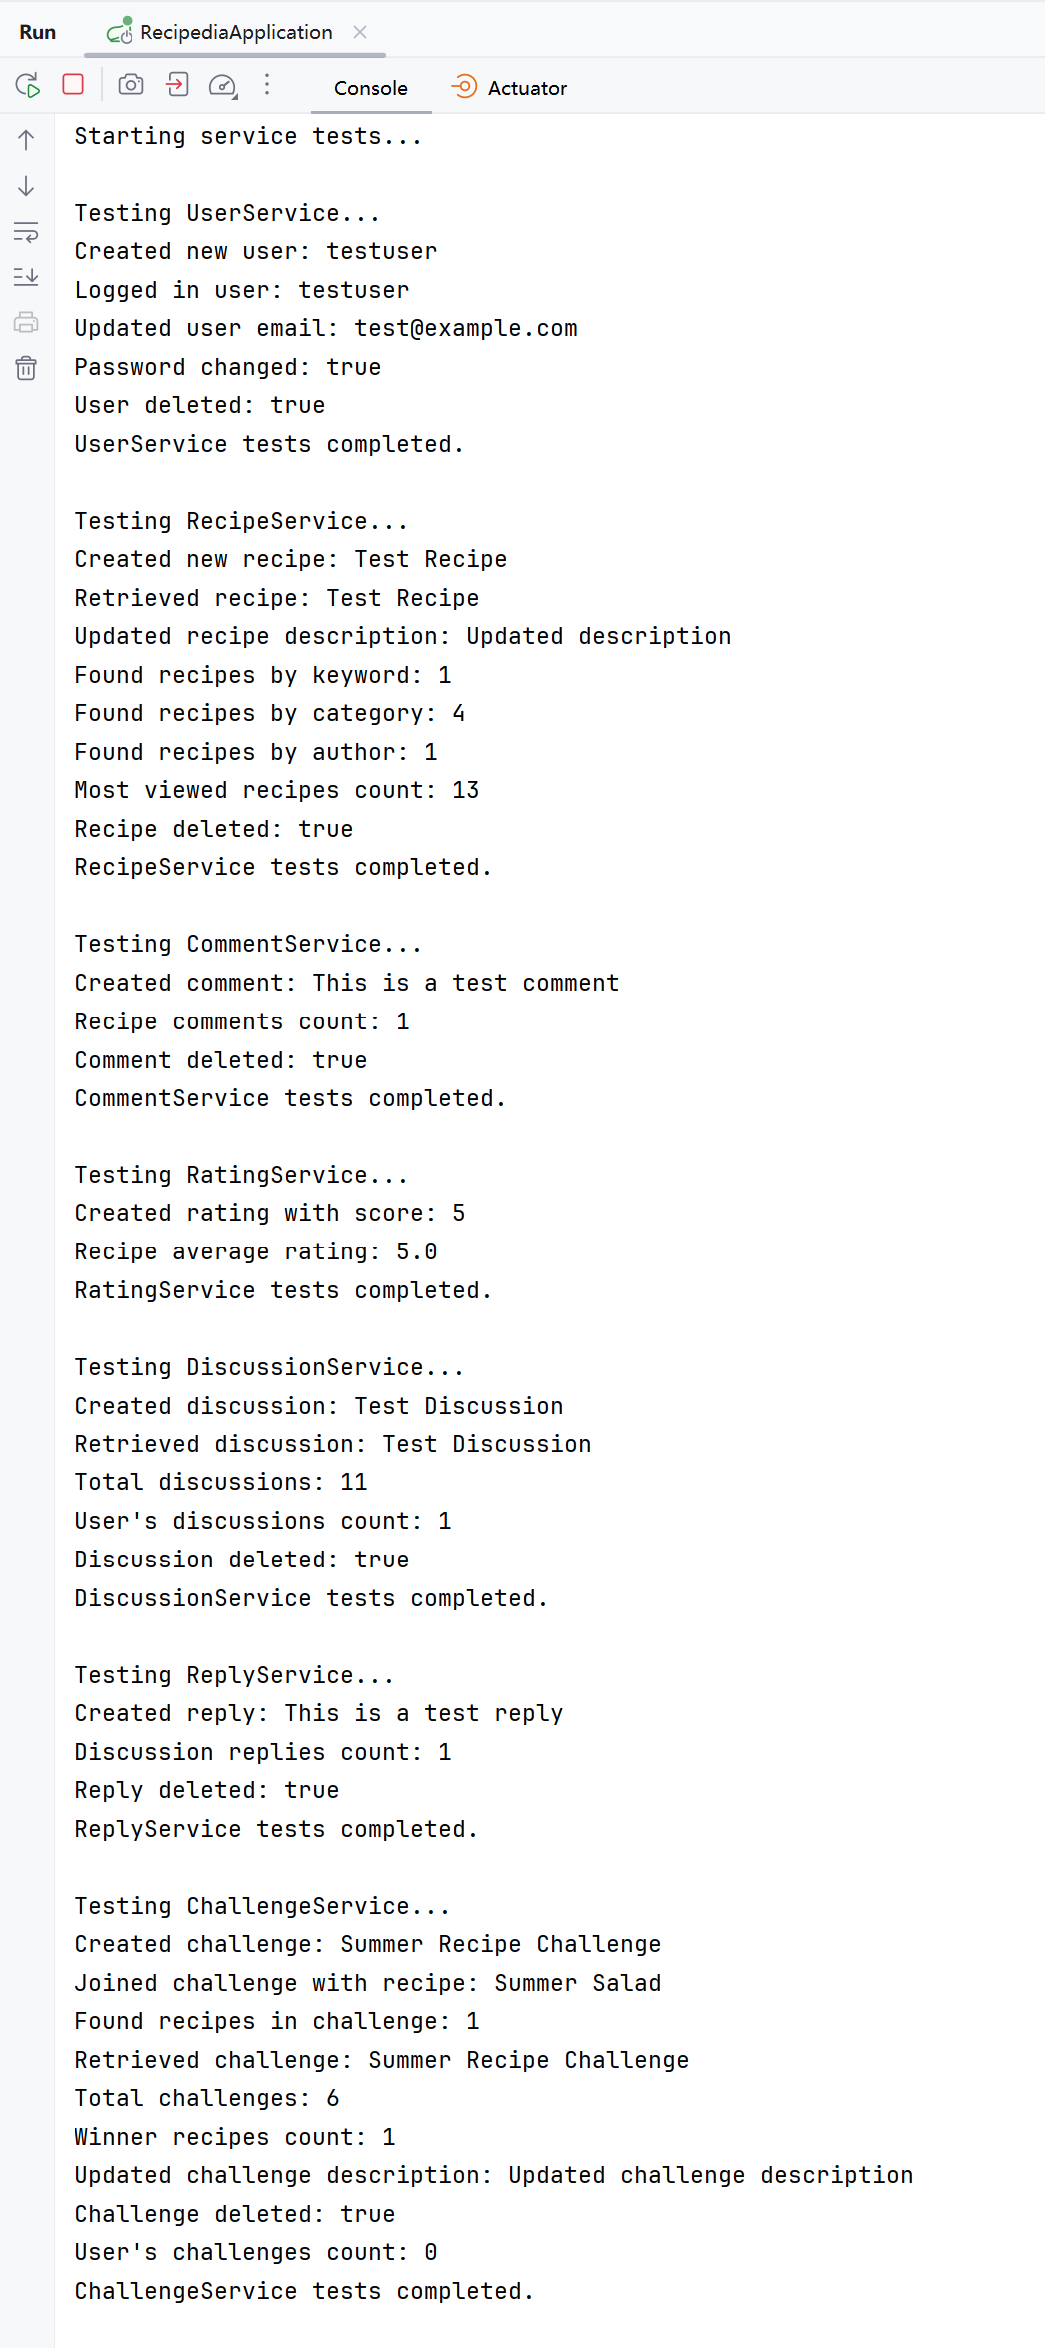 Run RecipediaApplication
Console Actuator
Starting service tests...
Testing UserService...
Created new user: testuser
Logged in user: testuser
Updated user email: test@example.com
Password changed: true
User deleted: true
UserService tests completed.
Testing RecipeService...
Created new recipe: Test Recipe
Retrieved recipe: Test Recipe
Updated recipe description: Updated description
Found recipes by keyword: 1
Found recipes by category: 4
Found recipes by author: 1
Most viewed recipes count: 13
Recipe deleted: true
RecipeService tests completed.
Testing CommentService...
Created comment: This is a test comment
Recipe comments count: 1
Comment deleted: true
CommentService tests completed.
Testing RatingService...
Created rating with score: 5
Recipe average rating: 5.0
RatingService tests completed.
Testing DiscussionService...
Created discussion: Test Discussion
Retrieved discussion: Test Discussion
Total discussions: 11
User's discussions count: 1
Discussion deleted: true
DiscussionService tests completed.
Testing ReplyService...
Created reply: This is a test reply
Discussion replies count: 1
Reply deleted: true
ReplyService tests completed.
Testing ChallengeService...
Created challenge: Summer Recipe Challenge
Joined challenge with recipe: Summer Salad
Found recipes in challenge: 1
Retrieved challenge: Summer Recipe Challenge
Total challenges: 6
Winner recipes count: 1
Updated challenge description: Updated challenge description
Challenge deleted: true
User's challenges count: 0
ChallengeService tests completed.